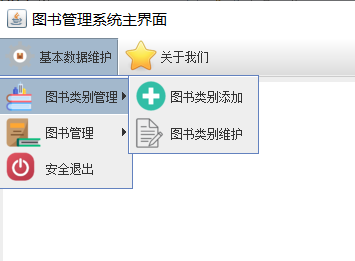 图书管理系统主界面
基本数据维护 关于我们
图书类别管理 图书类别添加
图书管理 图书类别维护
安全退出